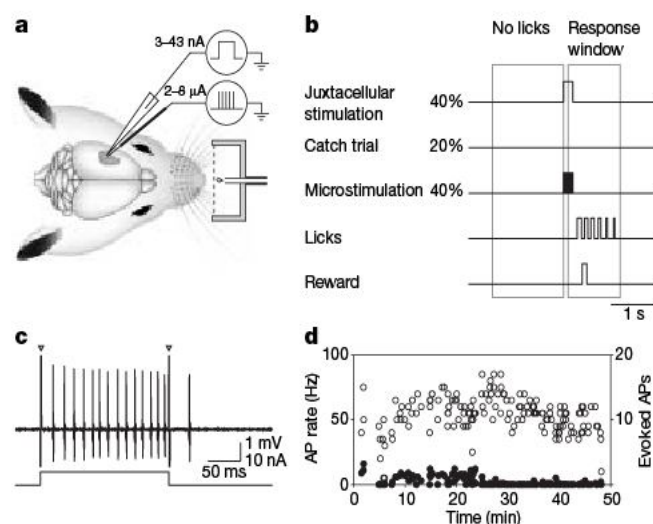 a
3–43 nA
2–8 μA
b
No licks
Response window
Juxtacellular stimulation 40%
Catch trial 20%
Microstimulation 40%
Licks
Reward
1 s
c
1 mV
10 nA
50 ms
d
AP rate (Hz)
100
50
0
20
10
0
Evoked APs
0 10 20 30 40 50
Time (min)